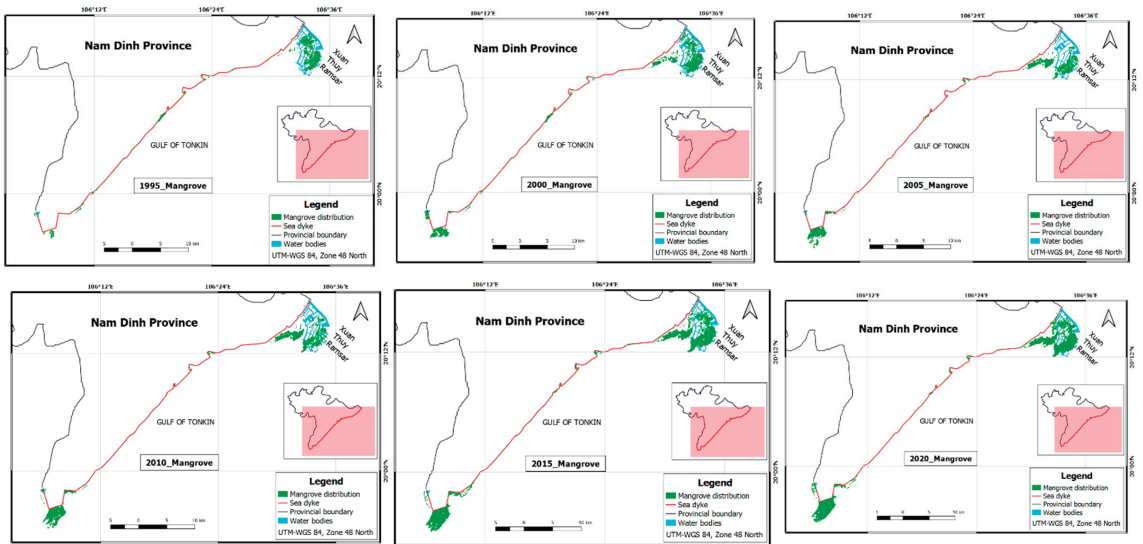 106°12'E 106°24'E 106°36'E
Nam Dinh Province
Xuan
Thuy
Ramsar
20°12'N
GULF OF TONKIN
1995_Mangrove
20°00'N
Legend
Mangrove distribution
Sea dyke
Provincial boundary
Water bodies
5 0 5 10 km
UTM-WGS 84, Zone 48 North
106°12'E 106°24'E 106°36'E
Nam Dinh Province
Xuan
Thuy
Ramsar
20°12'N
GULF OF TONKIN
2000_Mangrove
20°00'N
Legend
Mangrove distribution
Sea dyke
Provincial boundary
Water bodies
10 km
UTM-WGS 84, Zone 48 North
106°12'E 106°24'E 106°36'E
Nam Dinh Province
Xuan
Thuy
Ramsar
20°12'N
GULF OF TONKIN
2005_Mangrove
20°00'N
Legend
Mangrove distribution
Sea dyke
Provincial boundary
Water bodies
10 km
UTM-WGS 84, Zone 48 North
106°12'E 106°24'E 106°36'E
Nam Dinh Province
Xuan
Thuy
Ramsar
20°12'N
GULF OF TONKIN
2010_Mangrove
20°00'N
Legend
Mangrove distribution
Sea dyke
Provincial boundary
Water bodies
10 km
UTM-WGS 84, Zone 48 North
106°12'E 106°24'E 106°36'E
Nam Dinh Province
Xuan
Thuy
Ramsar
20°12'N
GULF OF TONKIN
2015_Mangrove
20°00'N
Legend
Mangrove distribution
Sea dyke
Provincial boundary
Water bodies
UTM-WGS 84, Zone 48 North
106°12'E 106°24'E 106°36'E
Nam Dinh Province
Xuan
Thuy
Ramsar
20°12'N
GULF OF TONKIN
2020_Mangrove
20°00'N
Legend
Mangrove distribution
Sea dyke
Provincial boundary
Water bodies
UTM-WGS 84, Zone 48 North